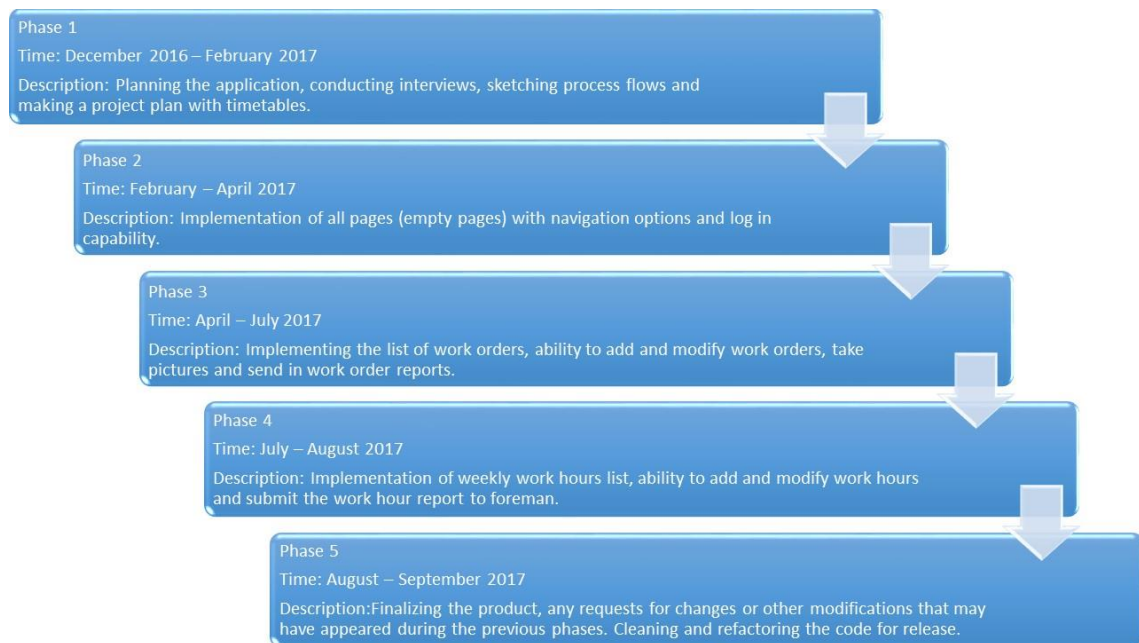 Phase 1
Time: December 2016 – February 2017
Description: Planning the application, conducting interviews, sketching process flows and
making a project plan with timetables.
Phase 2
Time: February – April 2017
Description: Implementation of all pages (empty pages) with navigation options and log in
capability.
Phase 3
Time: April – July 2017
Description: Implementing the list of work orders, ability to add and modify work orders, take
pictures and send in work order reports.
Phase 4
Time: July – August 2017
Description: Implementation of weekly work hours list, ability to add and modify work hours
and submit the work hour report to foreman.
Phase 5
Time: August – September 2017
Description:Finalizing the product, any requests for changes or other modifications that may
have appeared during the previous phases. Cleaning and refactoring the code for release.